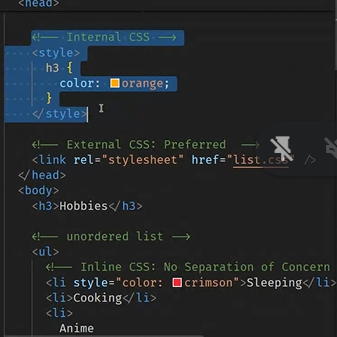 <head>
<!-- Internal CSS -->
<style>
h3 {
color: orange;
}
</style>
<!-- External CSS: Preferred -->
<link rel="stylesheet" href="list.css />
</head>
<body>
<h3>Hobbies</h3>
<!-- unordered list -->
<ul>
<!-- Inline CSS: No Separation of Concern
<li style="color: crimson">Sleeping</li>
<li>Cooking</li>
<li>
Anime